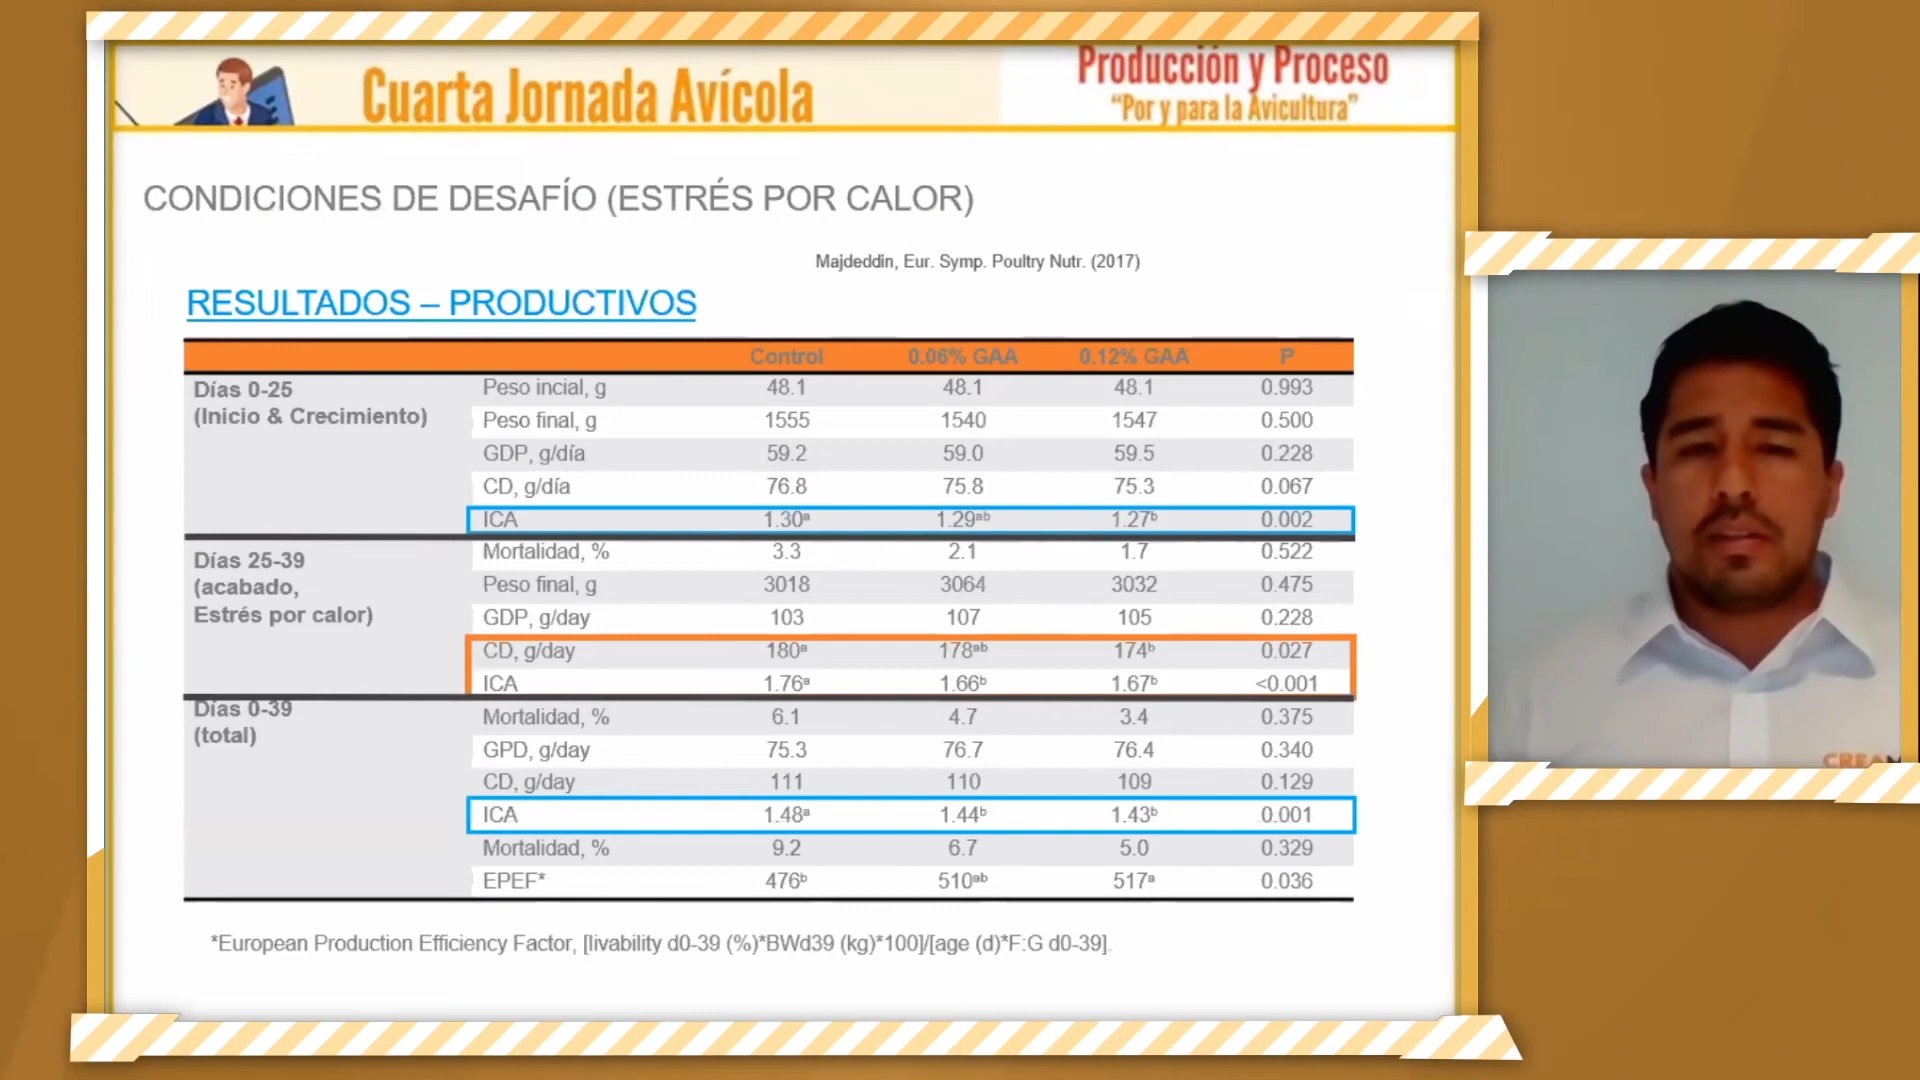 Cuarta Jornada Avícola
Producción y Proceso
“Por y para la Avicultura”
CONDICIONES DE DESAFÍO (ESTRÉS POR CALOR)
Majdeddin, Eur. Symp. Poultry Nutr. (2017)
RESULTADOS – PRODUCTIVOS
Control 0.06% GAA 0.12% GAA P
Días 0-25
(Inicio & Crecimiento)
Peso incial, g 48.1 48.1 48.1 0.993
Peso final, g 1555 1540 1547 0.500
GDP, g/día 59.2 59.0 59.5 0.228
CD, g/día 76.8 75.8 75.3 0.067
ICA 1.30ᵃ 1.29ᵃᵇ 1.27ᵇ 0.002
Mortalidad, % 3.3 2.1 1.7 0.522
Días 25-39
(acabado,
Estrés por calor)
Peso final, g 3018 3064 3032 0.475
GDP, g/day 103 107 105 0.228
CD, g/day 180ᵃ 178ᵃᵇ 174ᵇ 0.027
ICA 1.76ᵃ 1.66ᵇ 1.67ᵇ <0.001
Días 0-39
(total)
Mortalidad, % 6.1 4.7 3.4 0.375
GPD, g/day 75.3 76.7 76.4 0.340
CD, g/day 111 110 109 0.129
ICA 1.48ᵃ 1.44ᵇ 1.43ᵇ 0.001
Mortalidad, % 9.2 6.7 5.0 0.329
EPEF* 476ᵇ 510ᵃᵇ 517ᵃ 0.036
*European Production Efficiency Factor, [livability d0-39 (%)*BWd39 (kg)*100]/[age (d)*F:G d0-39].